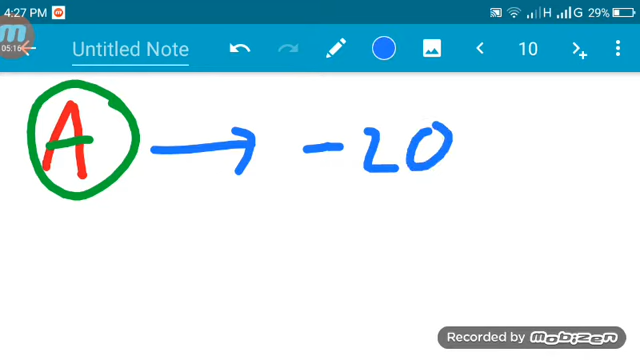 4:27 PM H G 29%
05:16 Untitled Note 10
A → -20
Recorded by Mobizen